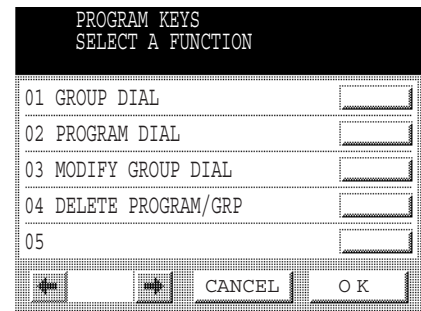 PROGRAM KEYS
SELECT A FUNCTION
01 GROUP DIAL
02 PROGRAM DIAL
03 MODIFY GROUP DIAL
04 DELETE PROGRAM/GRP
05
CANCEL OK